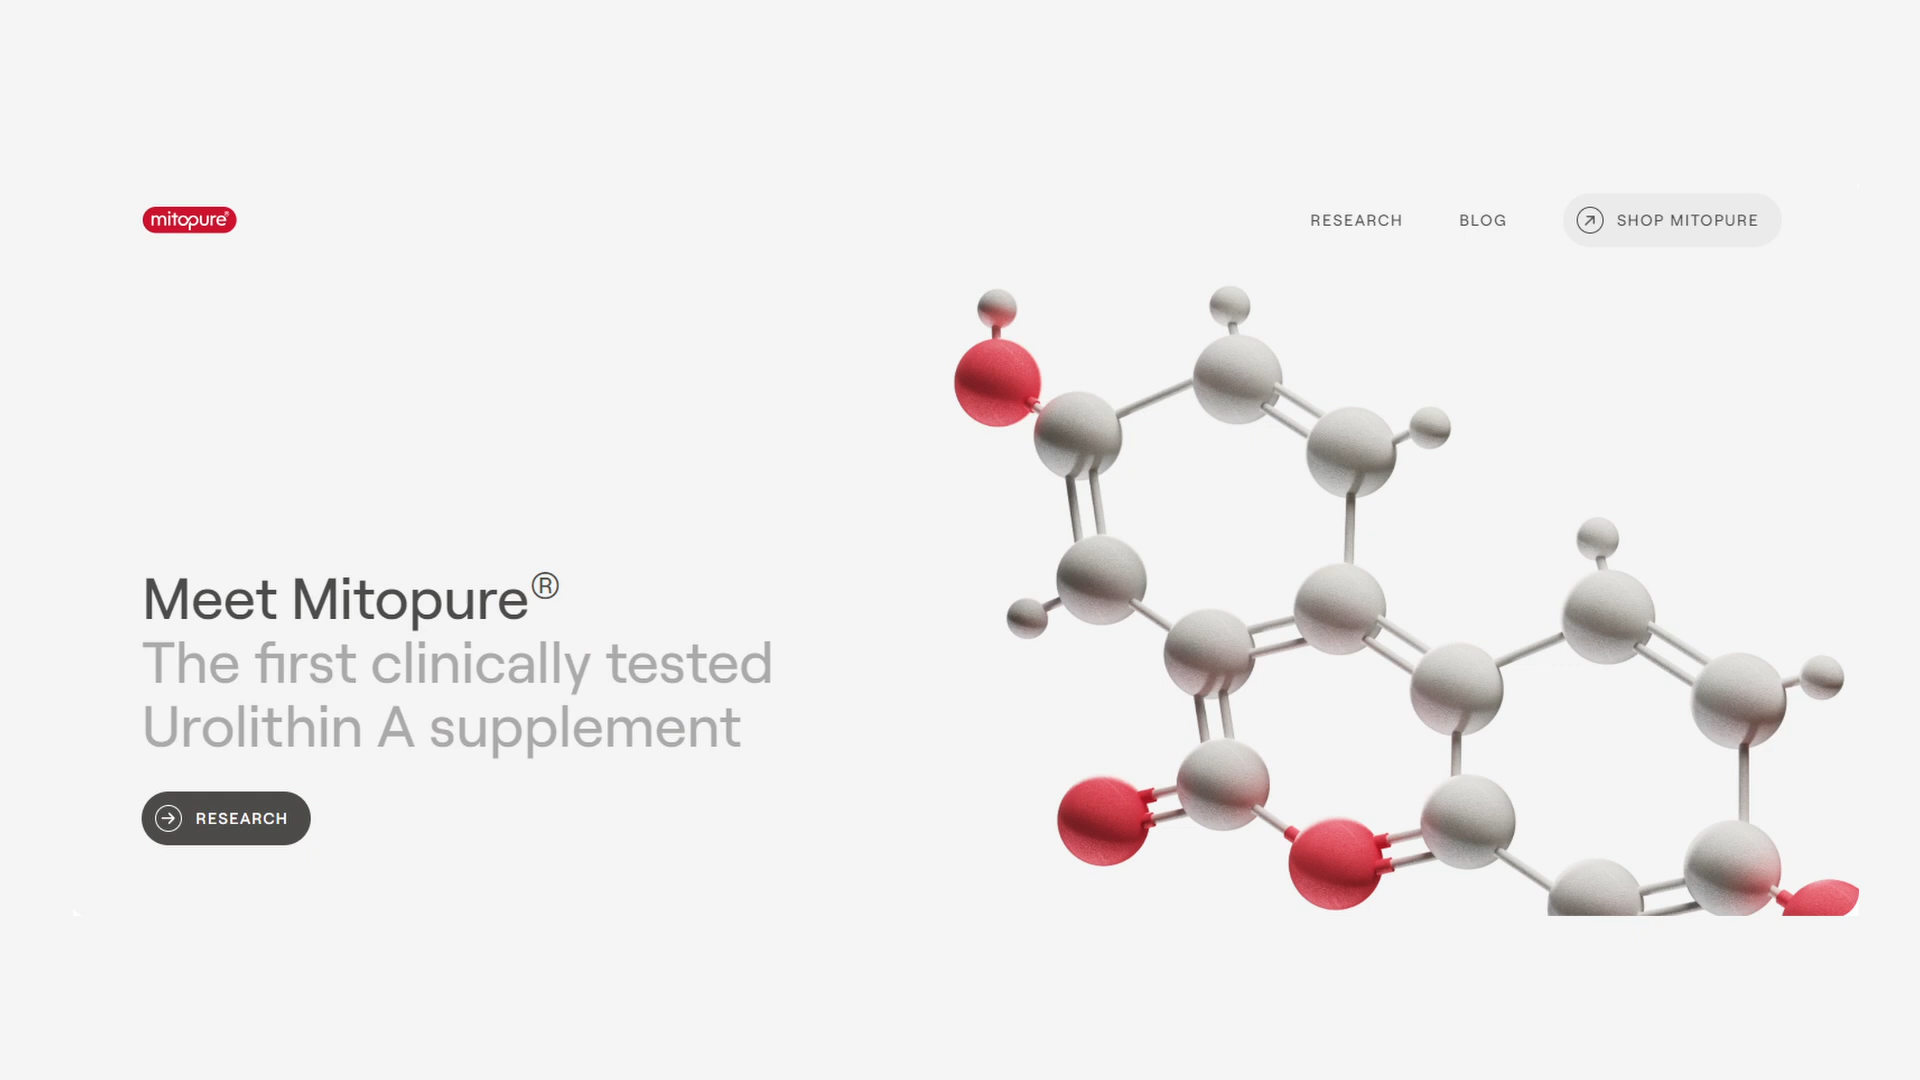 mitopure®
RESEARCH
BLOG
SHOP MITOPURE
Meet Mitopure®
The first clinically tested
Urolithin A supplement
RESEARCH